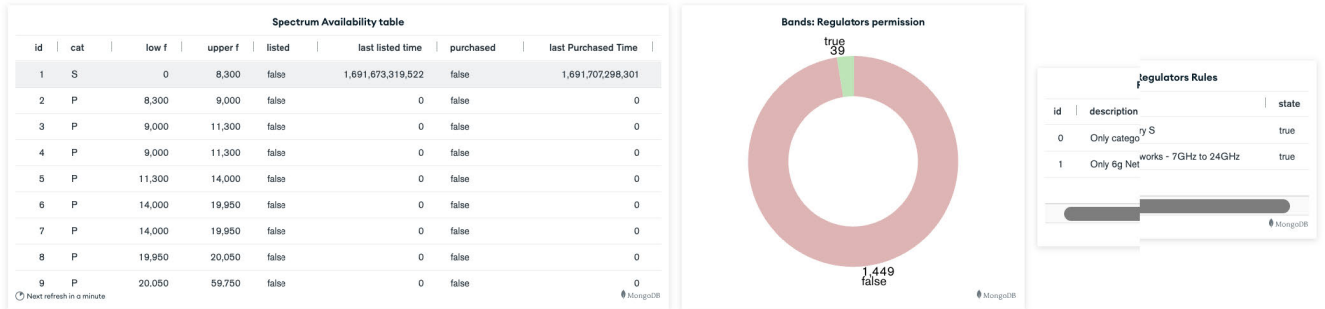 Spectrum Availability table
id cat low f upper f listed last listed time purchased last Purchased Time
1 S 0 8,300 false 1,691,673,319,522 false 1,691,707,298,301
2 P 8,300 9,000 false 0 false 0
3 P 9,000 11,300 false 0 false 0
4 P 9,000 11,300 false 0 false 0
5 P 11,300 14,000 false 0 false 0
6 P 14,000 19,950 false 0 false 0
7 P 14,000 19,950 false 0 false 0
8 P 19,950 20,050 false 0 false 0
9 P 20,050 59,750 false 0 false 0
Next refresh in a minute
MongoDB
Bands: Regulators permission
true
39
1,449
false
MongoDB
Regulators Rules
id description state
0 Only category S true
1 Only 6g Networks - 7GHz to 24GHz true
MongoDB